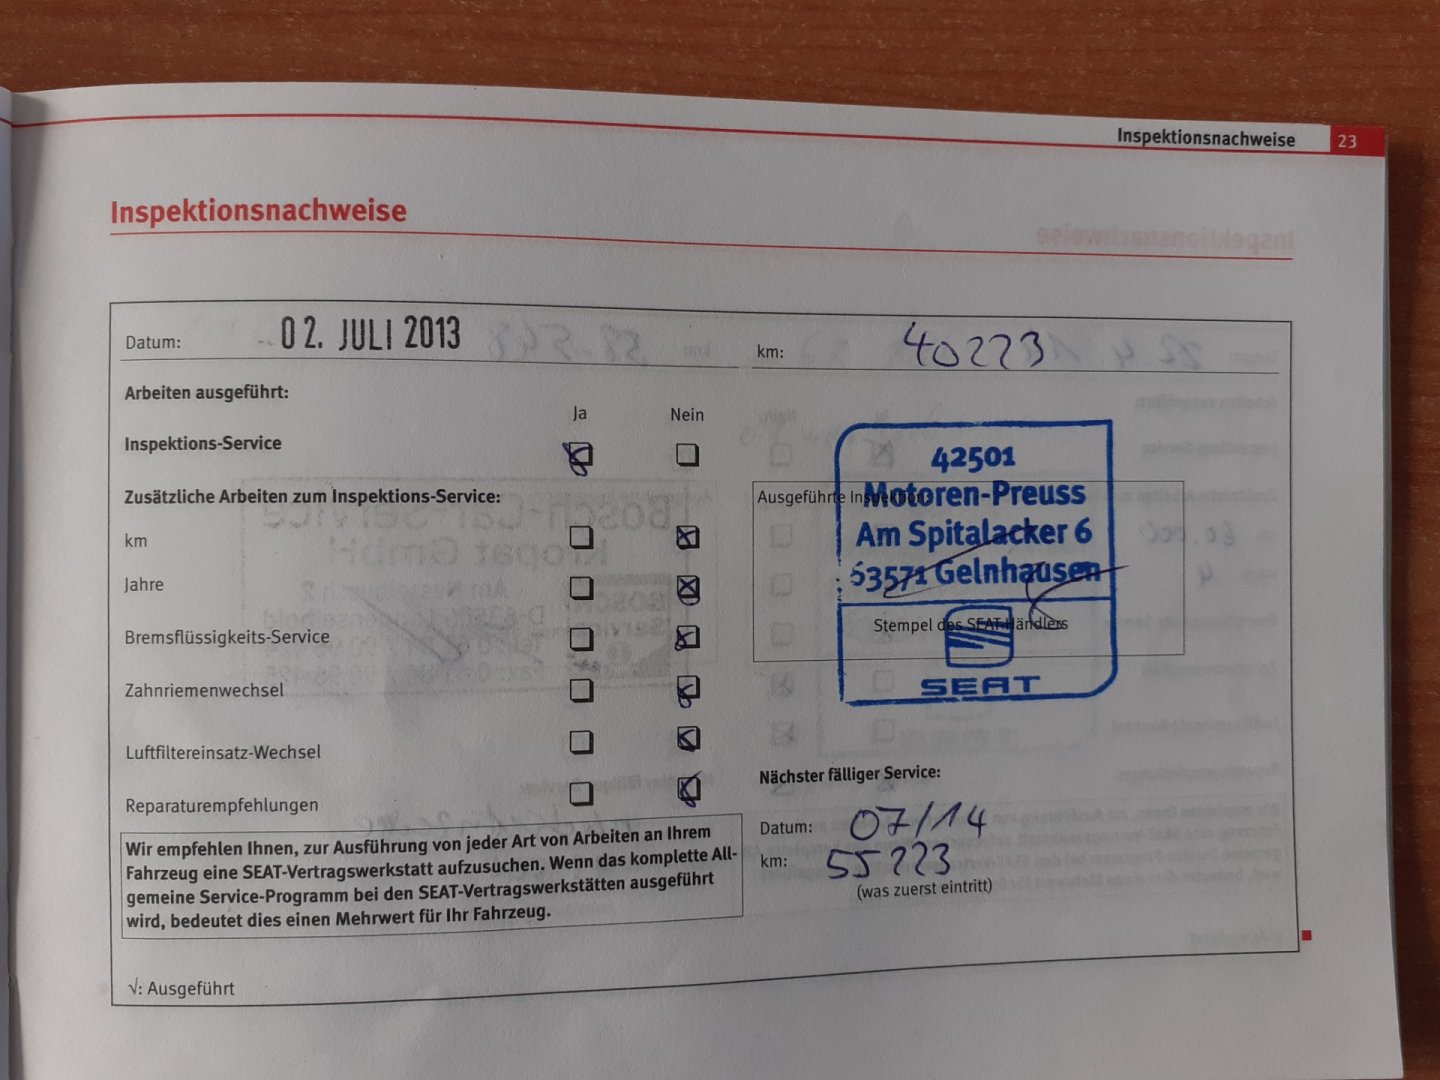 Inspektionsnachweise 23
Inspektionsnachweise
Datum: 02. JULI 2013
km: 40223
Arbeiten ausgeführt:
Ja Nein
Inspektions-Service
Zusätzliche Arbeiten zum Inspektions-Service:
km
Jahre
Bremsflüssigkeits-Service
Zahnriemenwechsel
Luftfiltereinsatz-Wechsel
Reparaturempfehlungen
Wir empfehlen Ihnen, zur Ausführung von jeder Art von Arbeiten an Ihrem
Fahrzeug eine SEAT-Vertragswerkstatt aufzusuchen. Wenn das komplette All-
gemeine Service-Programm bei den SEAT-Vertragswerkstätten ausgeführt
wird, bedeutet dies einen Mehrwert für Ihr Fahrzeug.
√: Ausgeführt
Ausgeführte Inspektion:
42501
Motoren-Preuss
Am Spitalacker 6
63571 Gelnhausen
Stempel des SEAT-Händlers
SEAT
Nächster fälliger Service:
Datum: 07/14
km: 55223
(was zuerst eintritt)